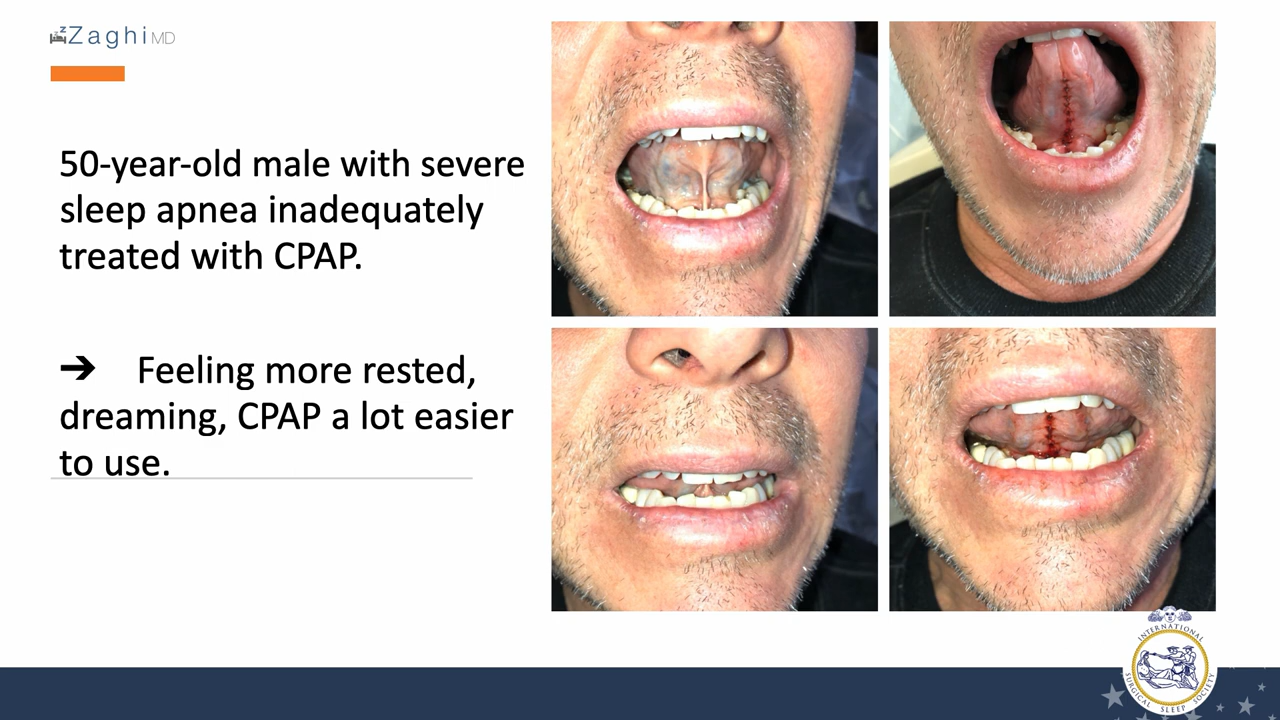 ZaghiMD
50-year-old male with severe
sleep apnea inadequately
treated with CPAP.
➔ Feeling more rested,
dreaming, CPAP a lot easier
to use.
INTERNATIONAL
SURGICAL SLEEP SOCIETY